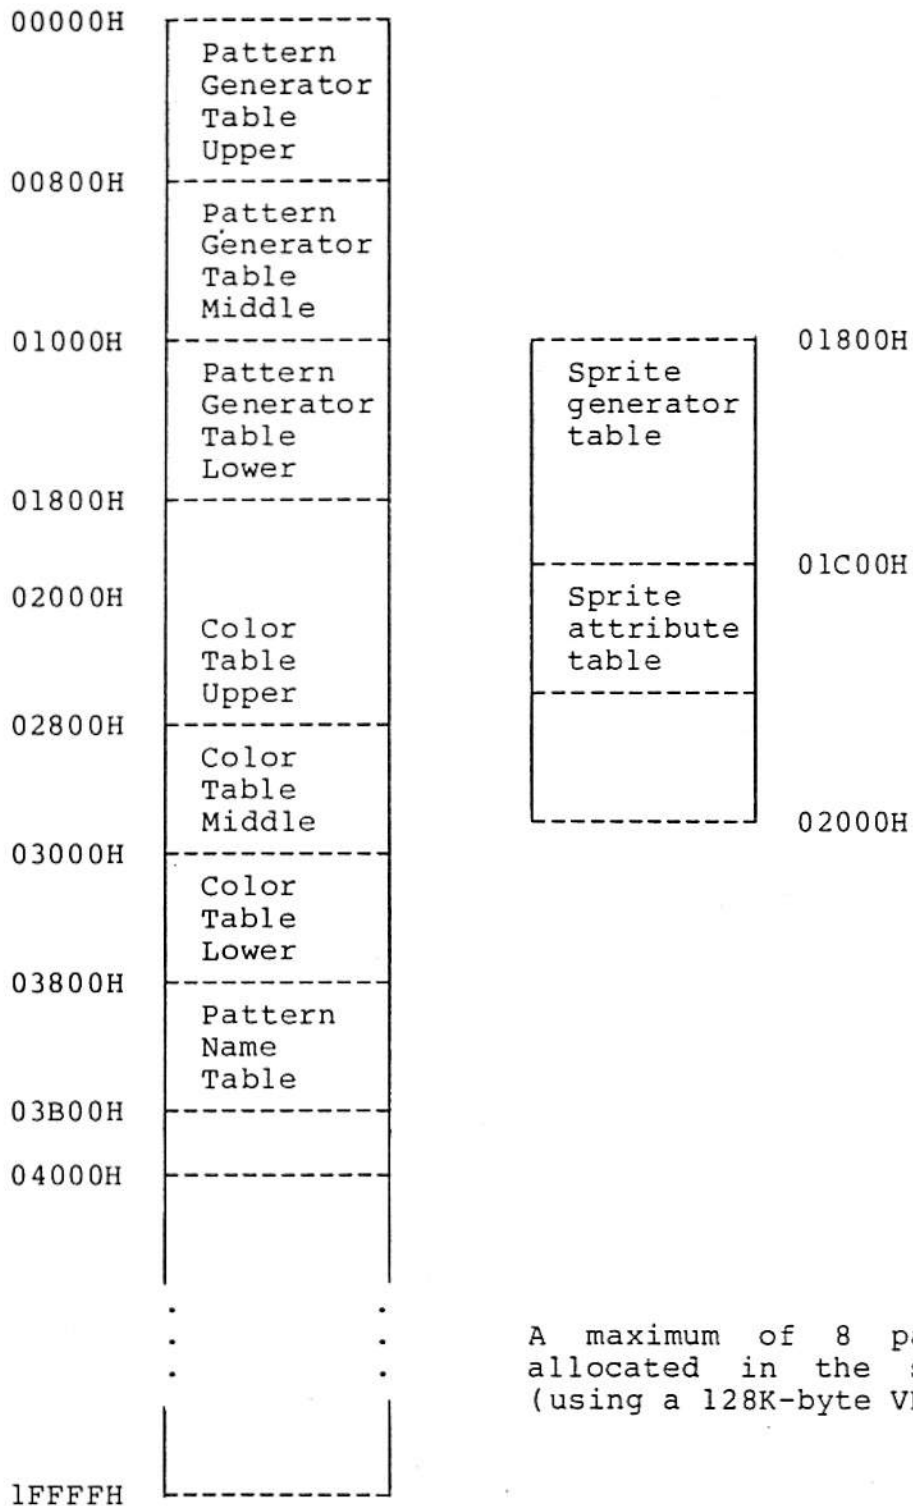 00000H
Pattern
Generator
Table
Upper
00800H
Pattern
Generator
Table
Middle
01000H
Pattern
Generator
Table
Lower
01800H
02000H
Color
Table
Upper
02800H
Color
Table
Middle
03000H
Color
Table
Lower
03800H
Pattern
Name
Table
03B00H
04000H
1FFFFH
01800H
Sprite
generator
table
01C00H
Sprite
attribute
table
02000H
A maximum of 8
allocated in the
(using a 128K-byte